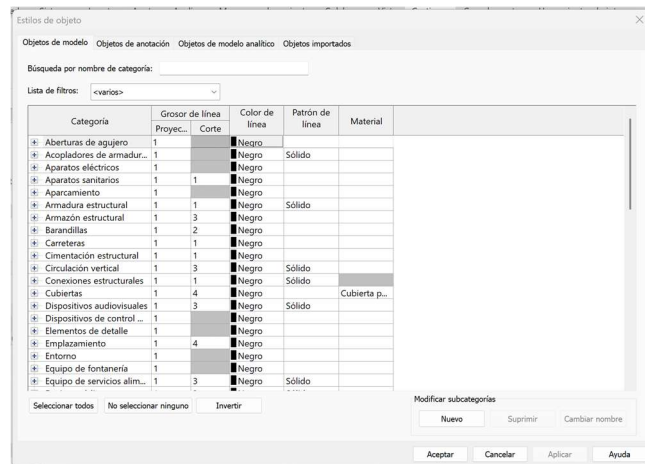 Estilos de objeto
Objetos de modelo Objetos de anotación Objetos de modelo analítico Objetos importados
Búsqueda por nombre de categoría:
Lista de filtros: <varios>
Categoría Grosor de línea Color de línea Patrón de línea Material
Proyec... Corte
Aberturas de agujero 1 Negro
Acopladores de armadur... 1 Negro Sólido
Aparatos eléctricos 1 Negro
Aparatos sanitarios 1 1 Negro
Aparcamiento 1 Negro
Armadura estructural 1 1 Negro Sólido
Armazón estructural 1 3 Negro
Barandillas 1 2 Negro
Carreteras 1 1 Negro
Cimentación estructural 1 1 Negro
Circulación vertical 1 3 Negro Sólido
Conexiones estructurales 1 1 Negro Sólido
Cubiertas 1 4 Negro Cubierta p...
Dispositivos audiovisuales 1 3 Negro Sólido
Dispositivos de control ... 1 Negro
Elementos de detalle 1 Negro
Emplazamiento 1 4 Negro
Entorno 1 Negro
Equipo de fontanería 1 Negro
Equipo de servicios alim... 1 3 Negro Sólido
Modificar subcategorías
Seleccionar todos No seleccionar ninguno Invertir
Nuevo Suprimir Cambiar nombre
Aceptar Cancelar Aplicar Ayuda